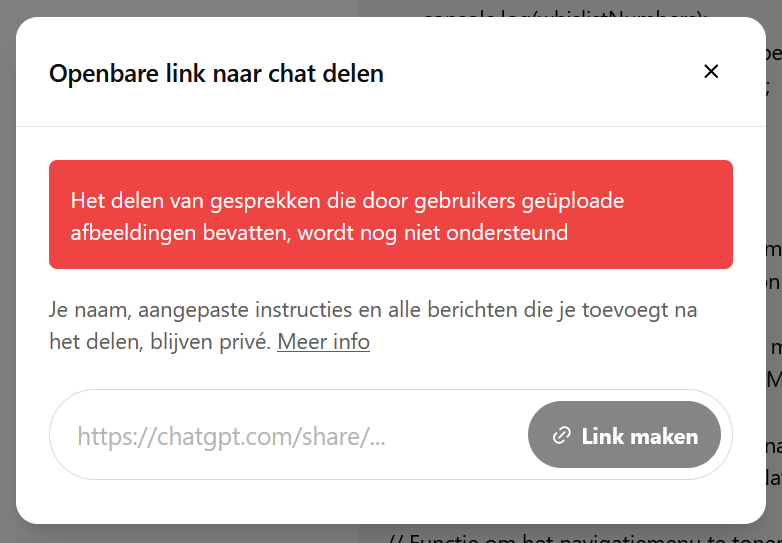 console.log(whislistNumbers);
Openbare link naar chat delen
Het delen van gesprekken die door gebruikers geüploade
afbeeldingen bevatten, wordt nog niet ondersteund
Je naam, aangepaste instructies en alle berichten die je toevoegt na
het delen, blijven privé. Meer info
https://chatgpt.com/share/...
Link maken
// Functie om het navigatiemenu te tonen